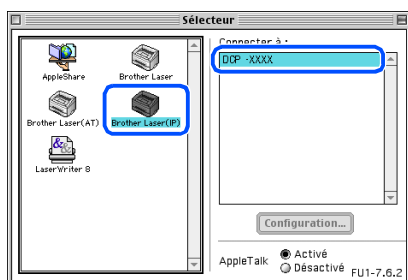 Sélecteur
AppleShare
Brother Laser
Brother Laser(AT)
Brother Laser(IP)
LaserWriter 8
Connecter à :
DCP -XXXX
Configuration...
AppleTalk
Activé
Désactivé
FU1-7.6.2